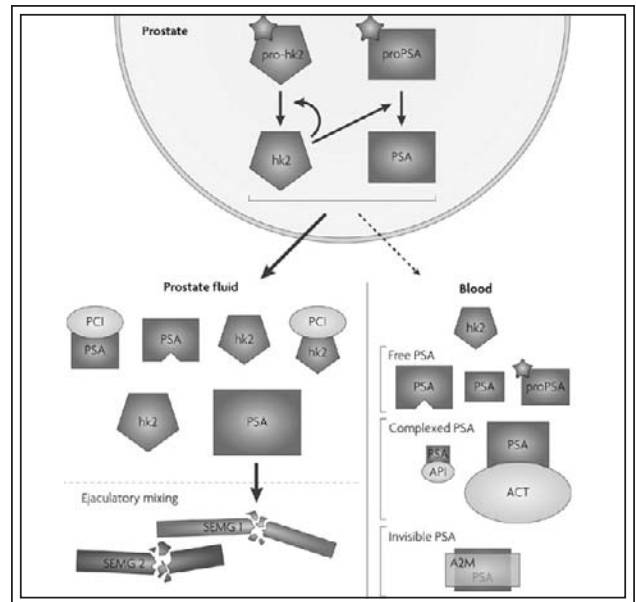 Prostate
pro-hk2
proPSA
hk2
PSA
Prostate fluid
PCI
PSA
PSA
hk2
PCI
hk2
hk2
PSA
Ejaculatory mixing
SEMG 1
SEMG 2
Blood
hk2
Free PSA
PSA
PSA
proPSA
Complexed PSA
PSA
API
PSA
ACT
Invisible PSA
A2M
PSA